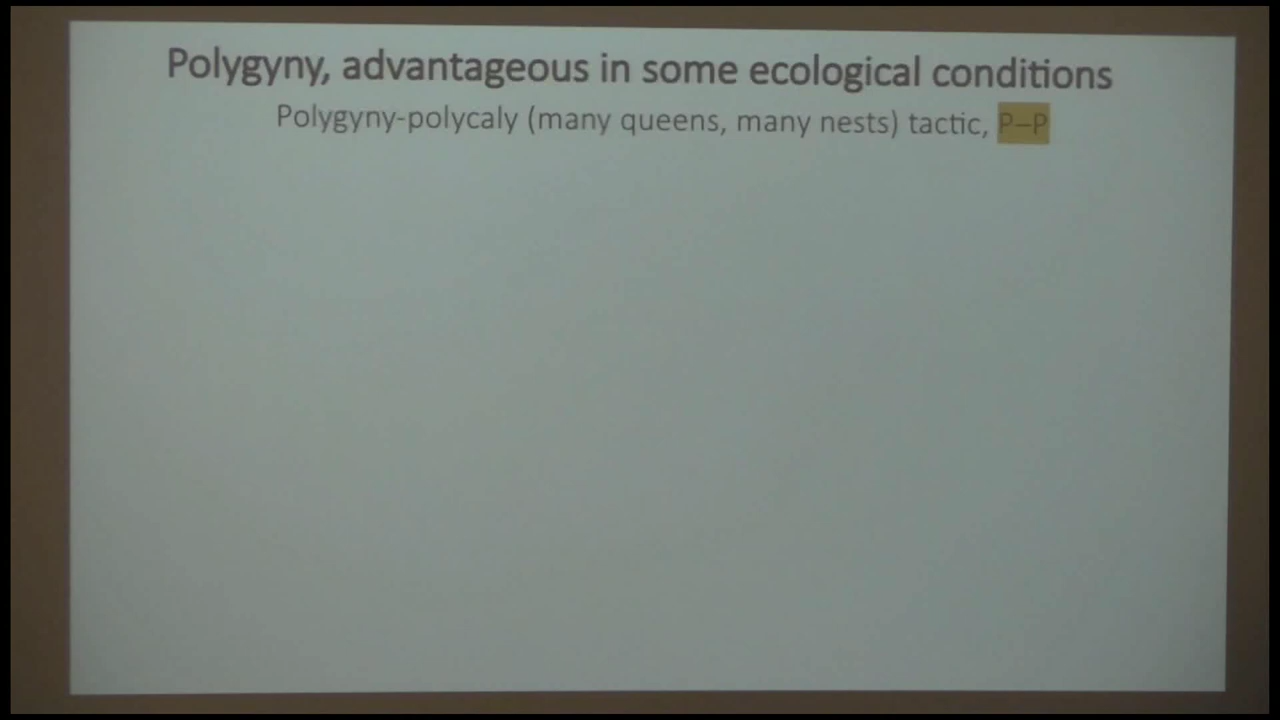 Polygyny, advantageous in some ecological conditions
Polygyny-polycaly (many queens, many nests) tactic, P–P